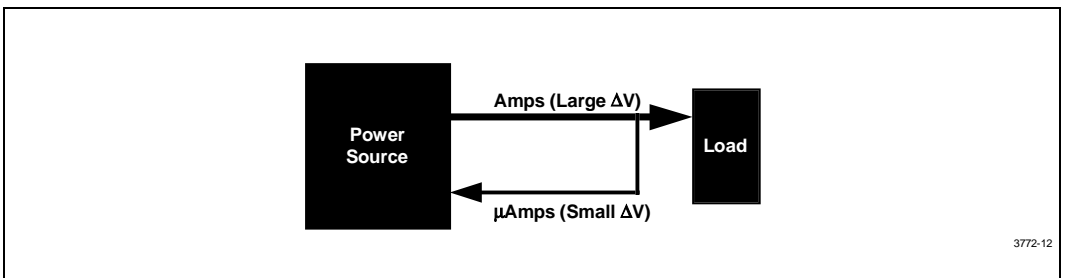 Amps (Large ΔV)
Power
Source
Load
μAmps (Small ΔV)
3772-12